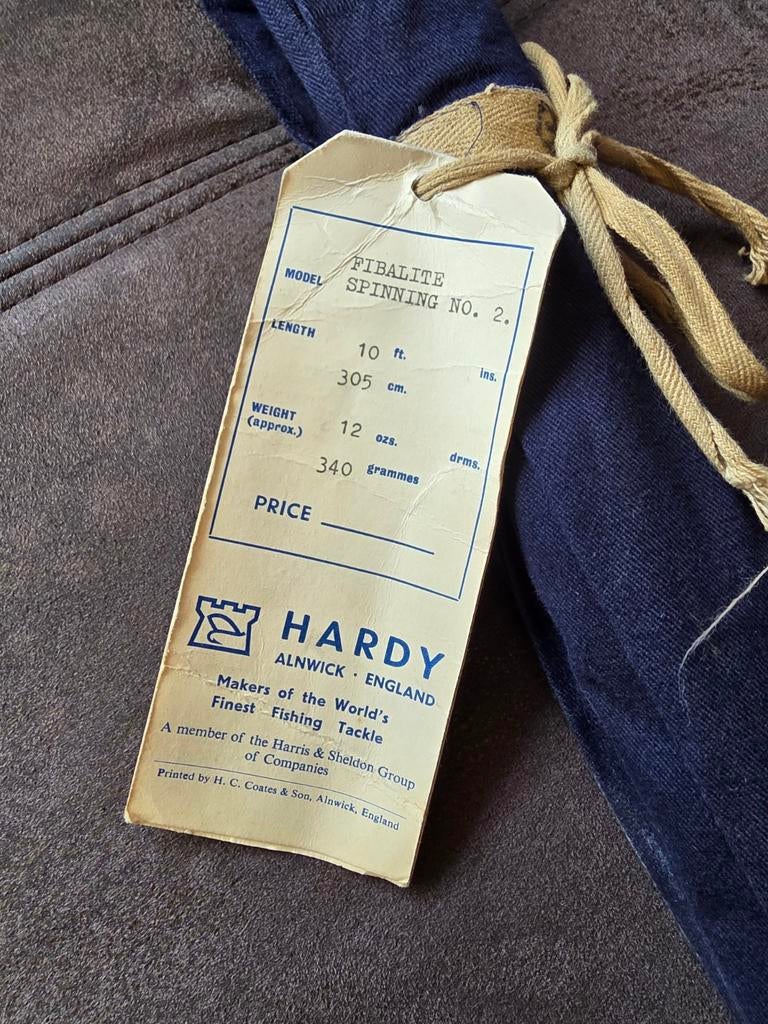 MODEL FIBALITE
SPINNING NO. 2.
LENGTH
10 ft. ins.
305 cm.
WEIGHT
(approx.) 12 ozs. drms.
340 grammes
PRICE
HARDY
ALNWICK · ENGLAND
Makers of the World's
Finest Fishing Tackle
A member of the Harris & Sheldon Group
of Companies
Printed by H. C. Coates & Son, Alnwick, England